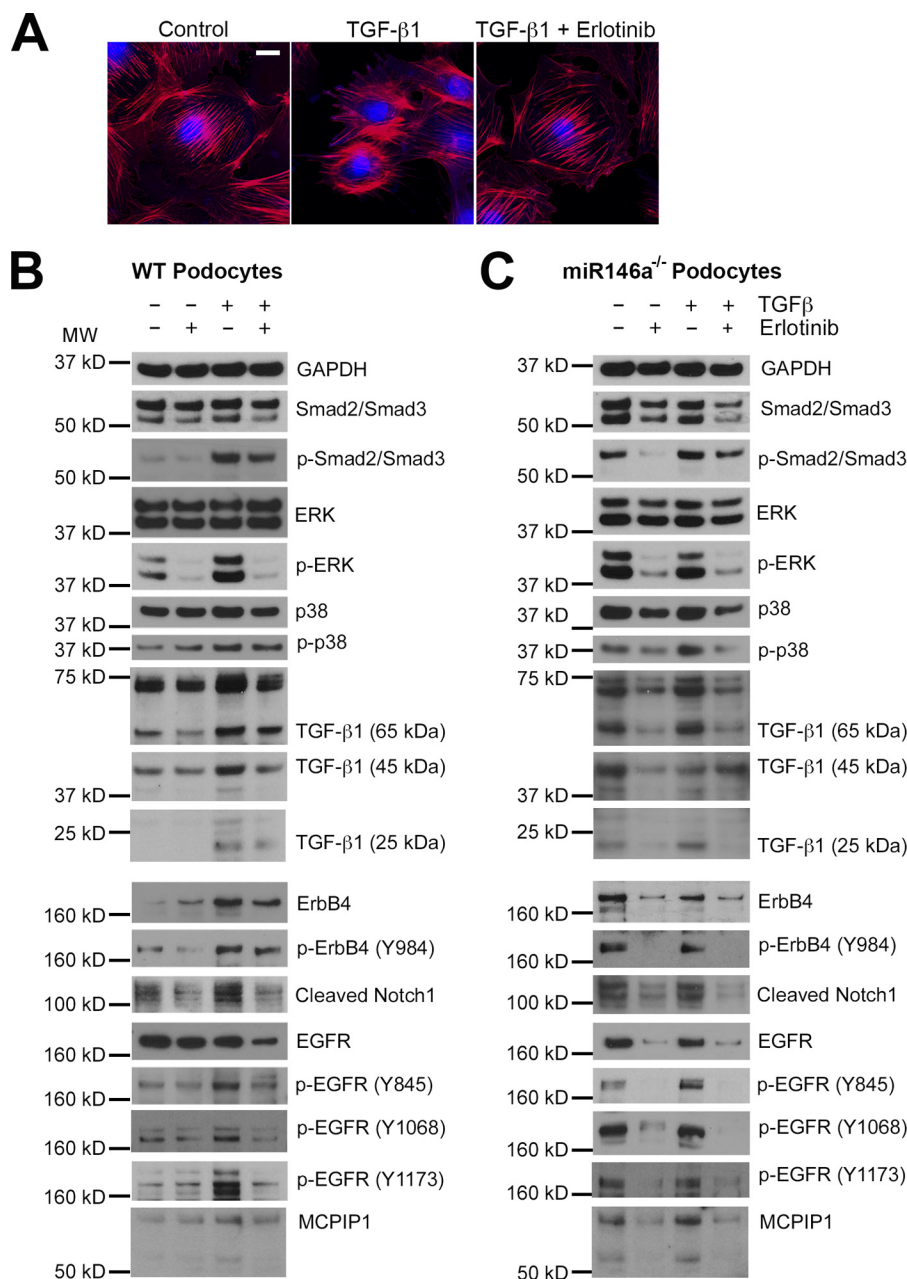 A
Control
TGF-β1
TGF-β1 + Erlotinib
B
WT Podocytes
− − + +
− + − +
MW
37 kD
GAPDH
Smad2/Smad3
50 kD
p-Smad2/Smad3
50 kD
ERK
37 kD
p-ERK
37 kD
p38
37 kD
37 kD
p-p38
75 kD
TGF-β1 (65 kDa)
TGF-β1 (45 kDa)
37 kD
25 kD
TGF-β1 (25 kDa)
ErbB4
160 kD
p-ErbB4 (Y984)
160 kD
Cleaved Notch1
100 kD
EGFR
160 kD
p-EGFR (Y845)
160 kD
p-EGFR (Y1068)
160 kD
p-EGFR (Y1173)
160 kD
MCPIP1
50 kD
C
miR146a-/- Podocytes
− − + + TGFβ
− + − + Erlotinib
37 kD
GAPDH
Smad2/Smad3
50 kD
p-Smad2/Smad3
50 kD
ERK
37 kD
p-ERK
37 kD
p38
37 kD
37 kD
p-p38
75 kD
TGF-β1 (65 kDa)
TGF-β1 (45 kDa)
37 kD
25 kD
TGF-β1 (25 kDa)
ErbB4
160 kD
p-ErbB4 (Y984)
160 kD
Cleaved Notch1
100 kD
EGFR
160 kD
p-EGFR (Y845)
160 kD
p-EGFR (Y1068)
160 kD
p-EGFR (Y1173)
160 kD
MCPIP1
50 kD